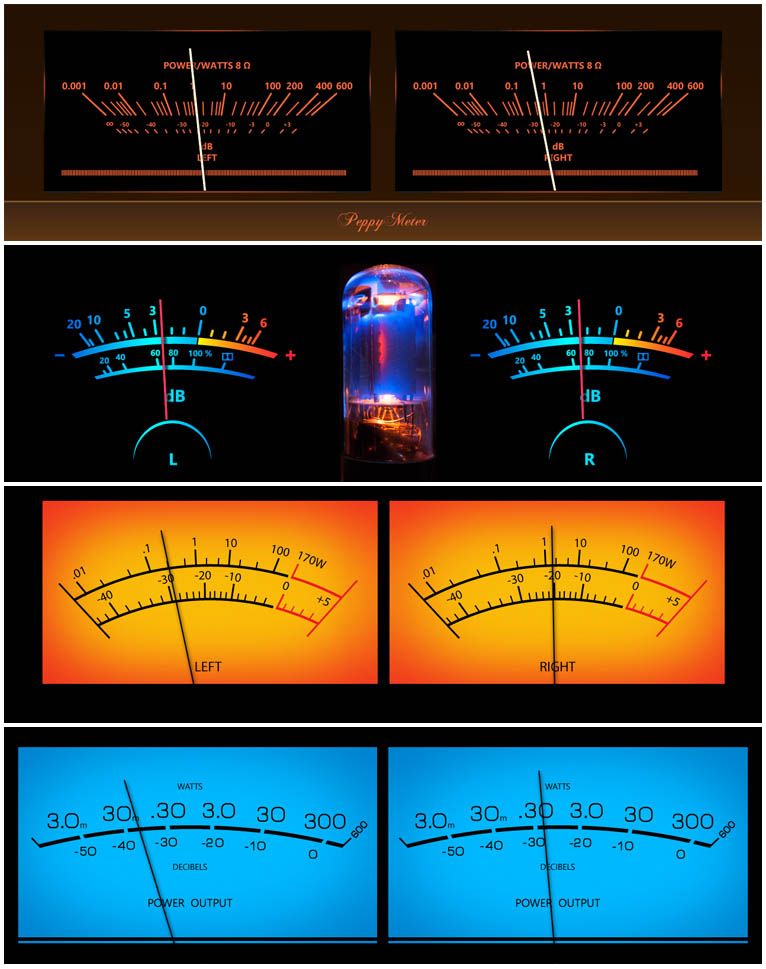 POWER/WATTS 8 Ω
0.001 0.01 0.1 1 10 100 200 400 600
∞ -50 -40 -30 -20 -10 -3 0 -3
dB
LEFT
POWER/WATTS 8 Ω
0.001 0.01 0.1 1 10 100 200 400 600
∞ -50 -40 -30 -20 -10 -3 0 -3
dB
RIGHT
Peppy Meter
20 10 5 3 0 3 6
- +
20 40 60 80 100 %
dB
L
20 10 5 3 0 3 6
- +
20 40 60 80 100 %
dB
R
.01 .1 1 10 100 170W
-40 -30 -20 -10 0 +5
LEFT
.01 .1 1 10 100 170W
-40 -30 -20 -10 0 +5
RIGHT
WATTS
3.0m 30m .30 3.0 30 300 600
-50 -40 -30 -20 -10 0
DECIBELS
POWER OUTPUT
WATTS
3.0m 30m .30 3.0 30 300 600
-50 -40 -30 -20 -10 0
DECIBELS
POWER OUTPUT